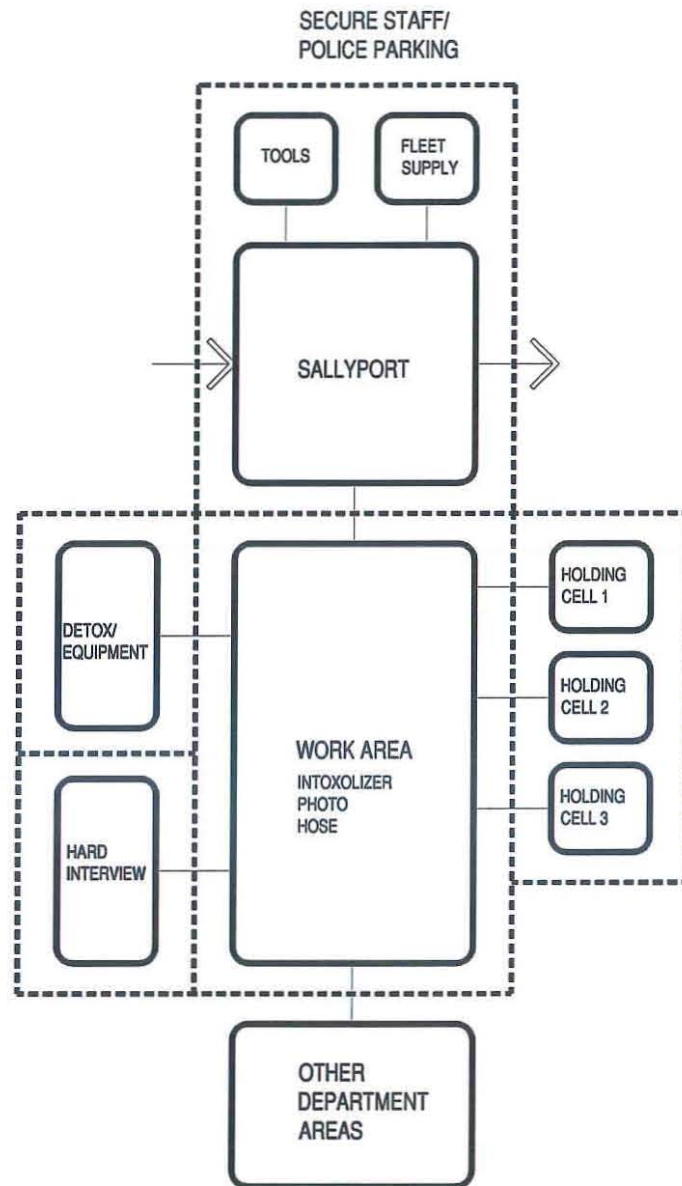 SECURE STAFF/
POLICE PARKING
TOOLS
FLEET
SUPPLY
SALLYPORT
DETOX/
EQUIPMENT
HOLDING
CELL 1
HOLDING
CELL 2
WORK AREA
INTOXOLIZER
PHOTO
HOSE
HOLDING
CELL 3
HARD
INTERVIEW
OTHER
DEPARTMENT
AREAS